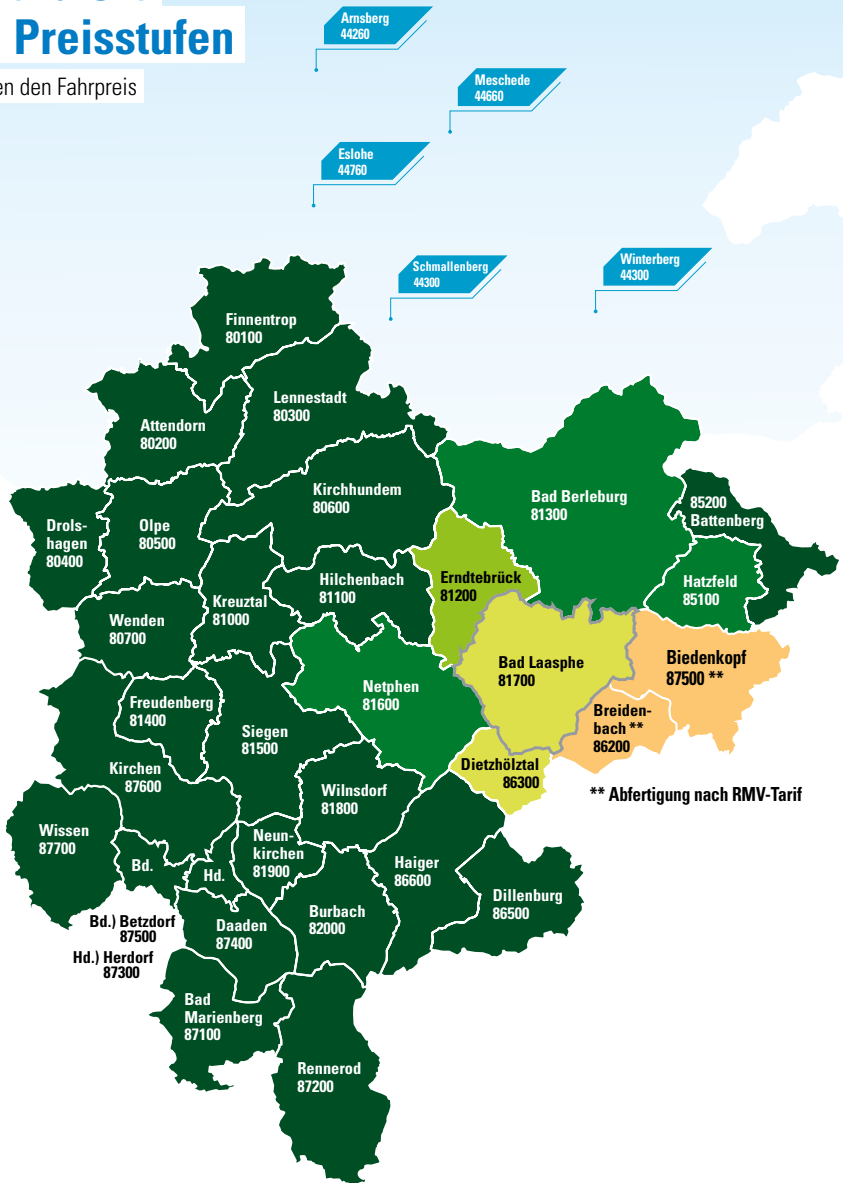 Preisstufen
en den Fahrpreis
Arnsberg
44260
Meschede
44660
Eslohe
44760
Schmallenberg
44300
Winterberg
44300
Finnentrop
80100
Lennestadt
80300
Attendorn
80200
Kirchhundem
80600
Bad Berleburg
81300
85200
Battenberg
Drols-
hagen
80400
Olpe
80500
Kreuztal
81000
Hilchenbach
81100
Erndtebrück
81200
Hatzfeld
85100
Wenden
80700
Netphen
81600
Bad Laasphe
81700
Biedenkopf
87500 **
Freudenberg
81400
Siegen
81500
Breiden-
bach **
86200
Kirchen
87600
Wilnsdorf
81800
Dietzhölztal
86300
** Abfertigung nach RMV-Tarif
Wissen
87700
Bd.
Hd.
Neun-
kirchen
81900
Haiger
86600
Dillenburg
86500
Bd.) Betzdorf
87500
Hd.) Herdorf
87300
Daaden
87400
Burbach
82000
Bad
Marienberg
87100
Rennerod
87200